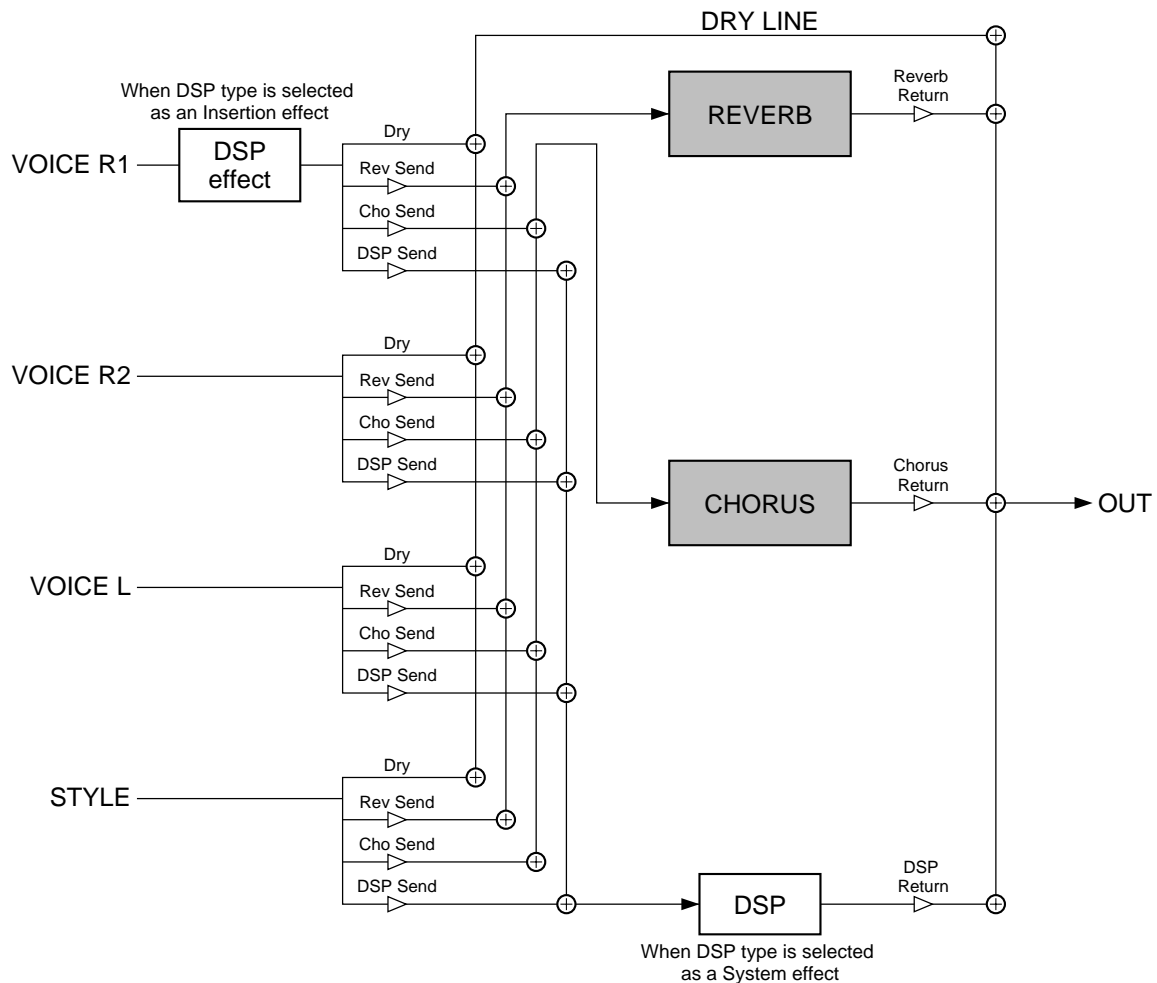 DRY LINE
Reverb
Return
When DSP type is selected
as an Insertion effect
REVERB
Dry
DSP
effect
VOICE R1
Rev Send
Cho Send
DSP Send
Dry
VOICE R2
Rev Send
Cho Send
DSP Send
Chorus
Return
CHORUS
OUT
Dry
VOICE L
Rev Send
Cho Send
DSP Send
Dry
STYLE
Rev Send
Cho Send
DSP Send
DSP
Return
DSP
When DSP type is selected
as a System effect